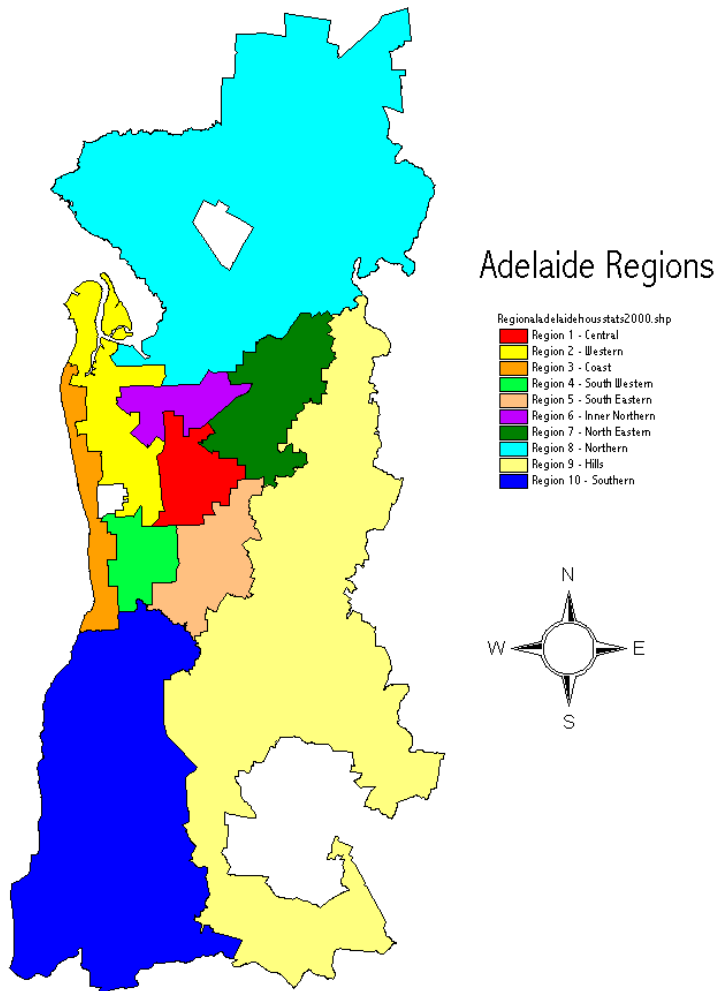 Adelaide Regions
Regionaladelaidehousstats2000.shp
Region 1 - Central
Region 2 - Western
Region 3 - Coast
Region 4 - South Western
Region 5 - South Eastern
Region 6 - Inner Northern
Region 7 - North Eastern
Region 8 - Northern
Region 9 - Hills
Region 10 - Southern
N
W E
S